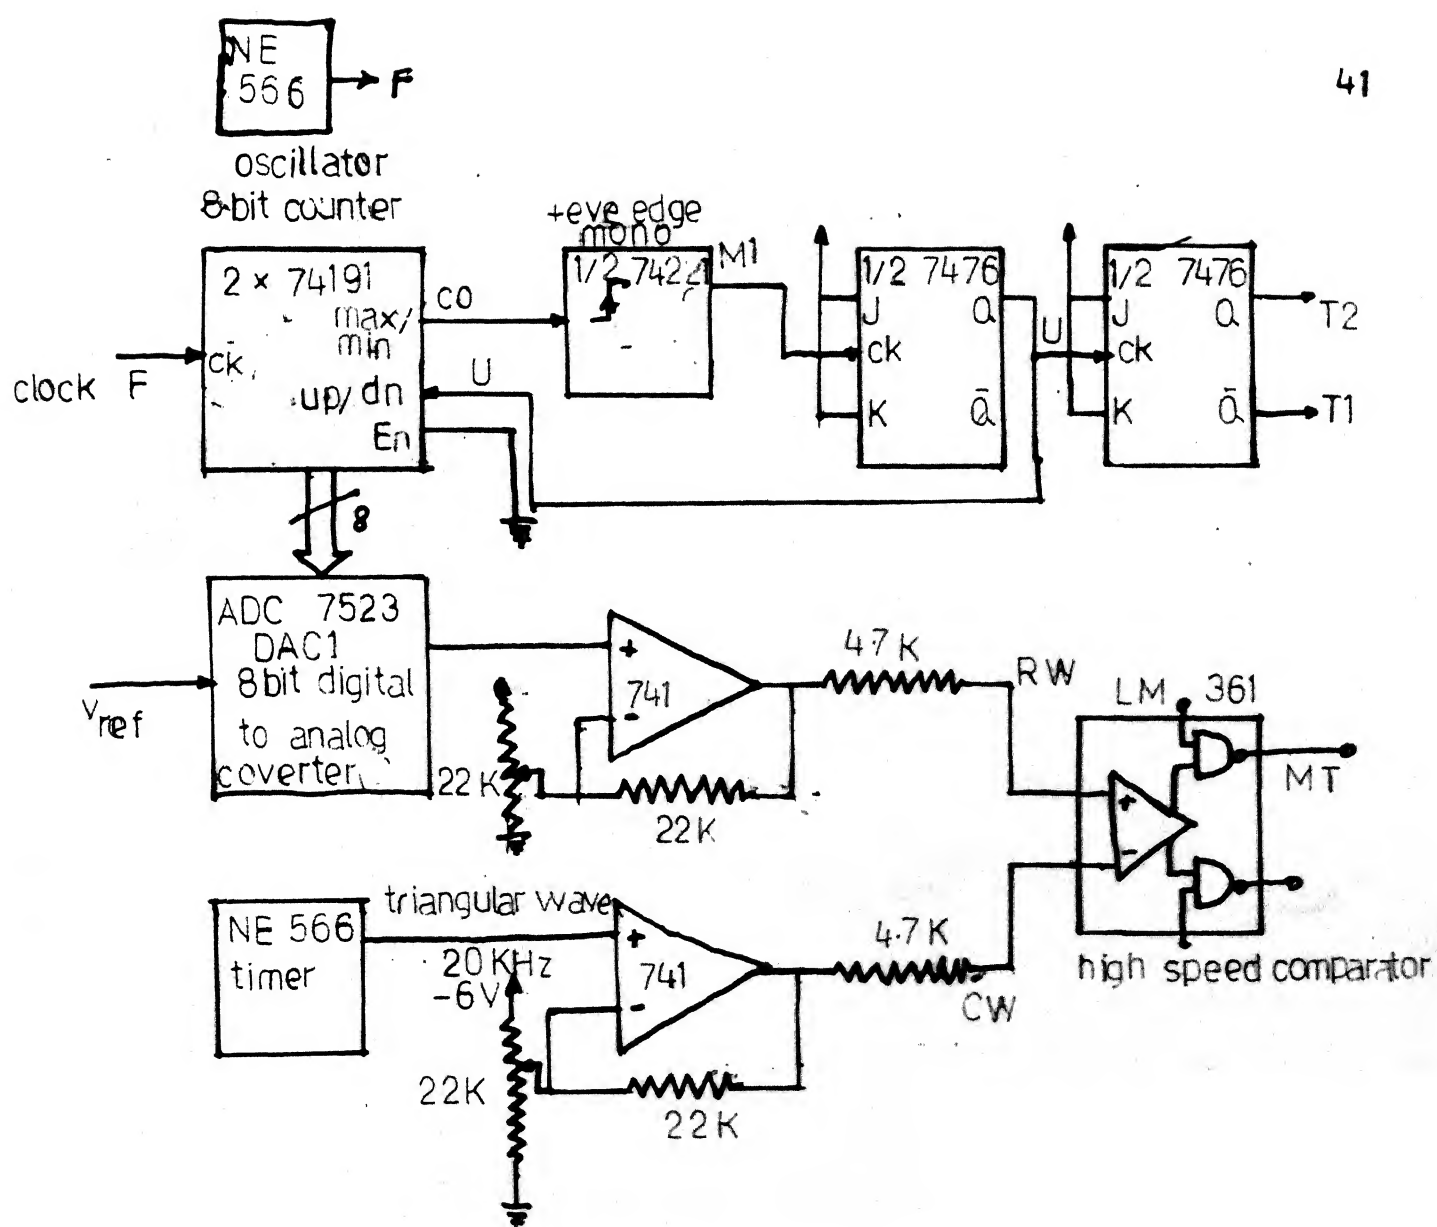 41
NE
566
F
oscillator
8-bit counter
2 × 74191
max/
min
ck
up/dn
En
clock F
CO
U
+eve edge
mono
1/2 74221
M1
1/2 7476
J
Q
ck
K
Q̄
U
1/2 7476
J
Q
ck
K
Q̄
T2
T1
8
ADC 7523
DAC1
8bit digital
to analog
coverter
Vref
+
741
-
22K
22K
47K
RW
LM 361
MT
+
-
high speed comparator
NE 566
timer
triangular wave
20KHz
-6V
+
741
-
22K
22K
4.7K
CW